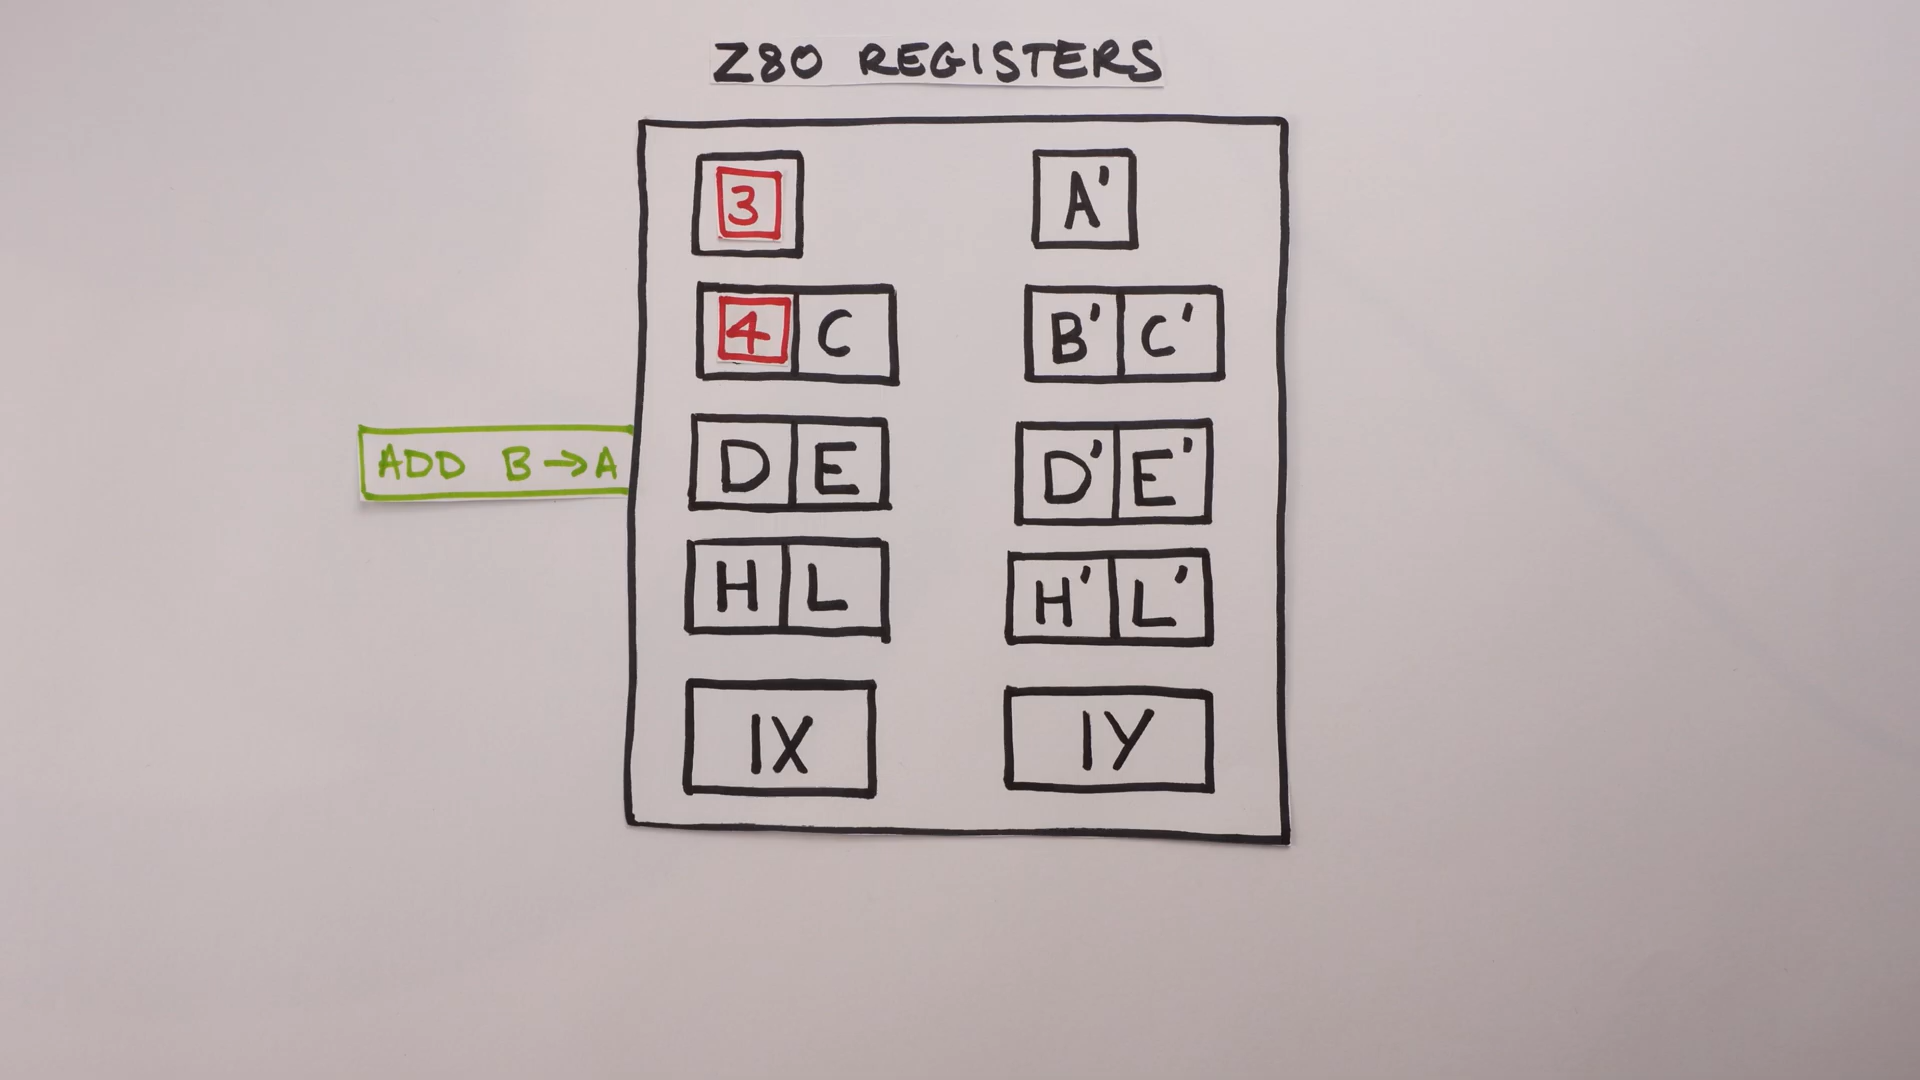 Z80 REGISTERS
3 A'
4 C B' C'
ADD B→A
D E D' E'
H L H' L'
IX IY